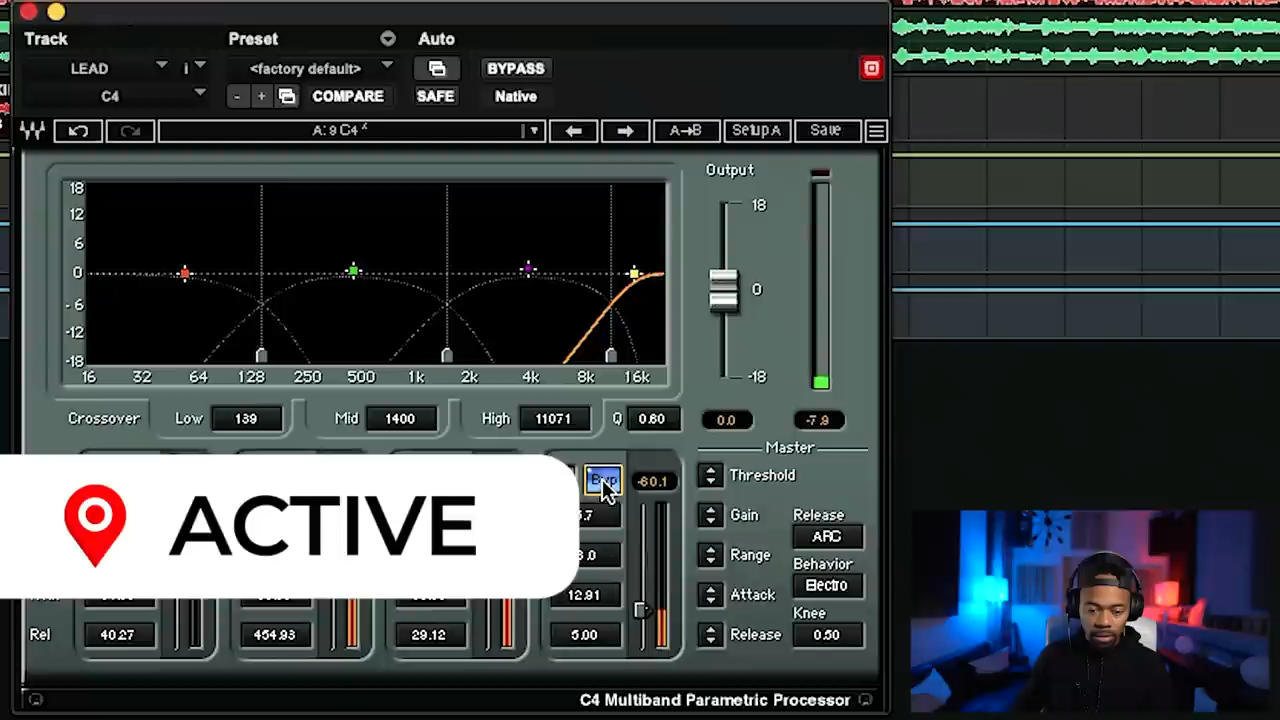 Track
Preset
Auto
LEAD
i
<factory default>
BYPASS
C4
-
+
COMPARE
SAFE
Native
A→B
Setup A
Save
Output
18
12
6
0
-6
-12
-18
16
32
64
128
250
500
1k
2k
4k
8k
16k
18
0
-18
0.0
-7.9
Crossover
Low
139
Mid
1400
High
11071
Q
0.60
Master
Byp
-60.1
Threshold
Gain
Range
Attack
Release
Release
ARC
Behavior
Electro
Knee
0.50
ACTIVE
12.91
Rel
40.27
454.93
29.12
5.00
C4 Multiband Parametric Processor